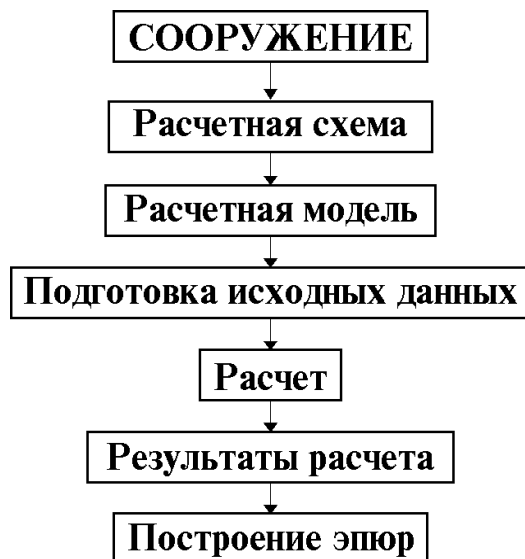 СООРУЖЕНИЕ
Расчетная схема
Расчетная модель
Подготовка исходных данных
Расчет
Результаты расчета
Построение эпюр